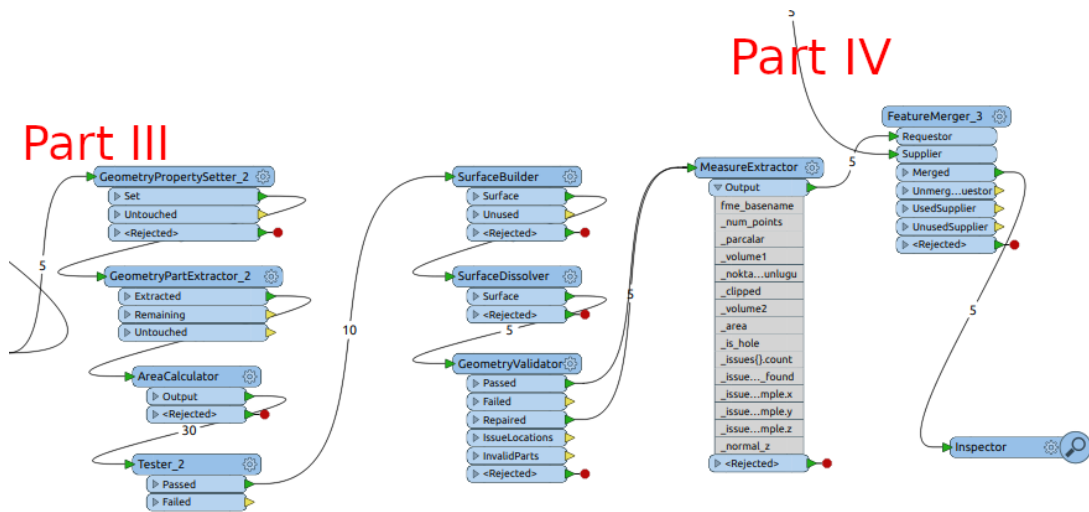 Part III
5
GeometryPropertySetter_2
Set
Untouched
<Rejected>
GeometryPartExtractor_2
Extracted
Remaining
Untouched
AreaCalculator
Output
<Rejected>
30
Tester_2
Passed
Failed
10
SurfaceBuilder
Surface
Unused
<Rejected>
SurfaceDissolver
Surface
<Rejected>
5
GeometryValidator
Passed
Failed
Repaired
IssueLocations
InvalidParts
<Rejected>
5
Part IV
5
MeasureExtractor
Output
fme_basename
_num_points
_parcalar
_volume1
_nokta...unlugu
_clipped
_volume2
_area
_is_hole
_issues{}.count
_issue..._found
_issue...mple.x
_issue...mple.y
_issue...mple.z
_normal_z
<Rejected>
5
FeatureMerger_3
Requestor
Supplier
Merged
Unmerg...uestor
UsedSupplier
UnusedSupplier
<Rejected>
5
Inspector